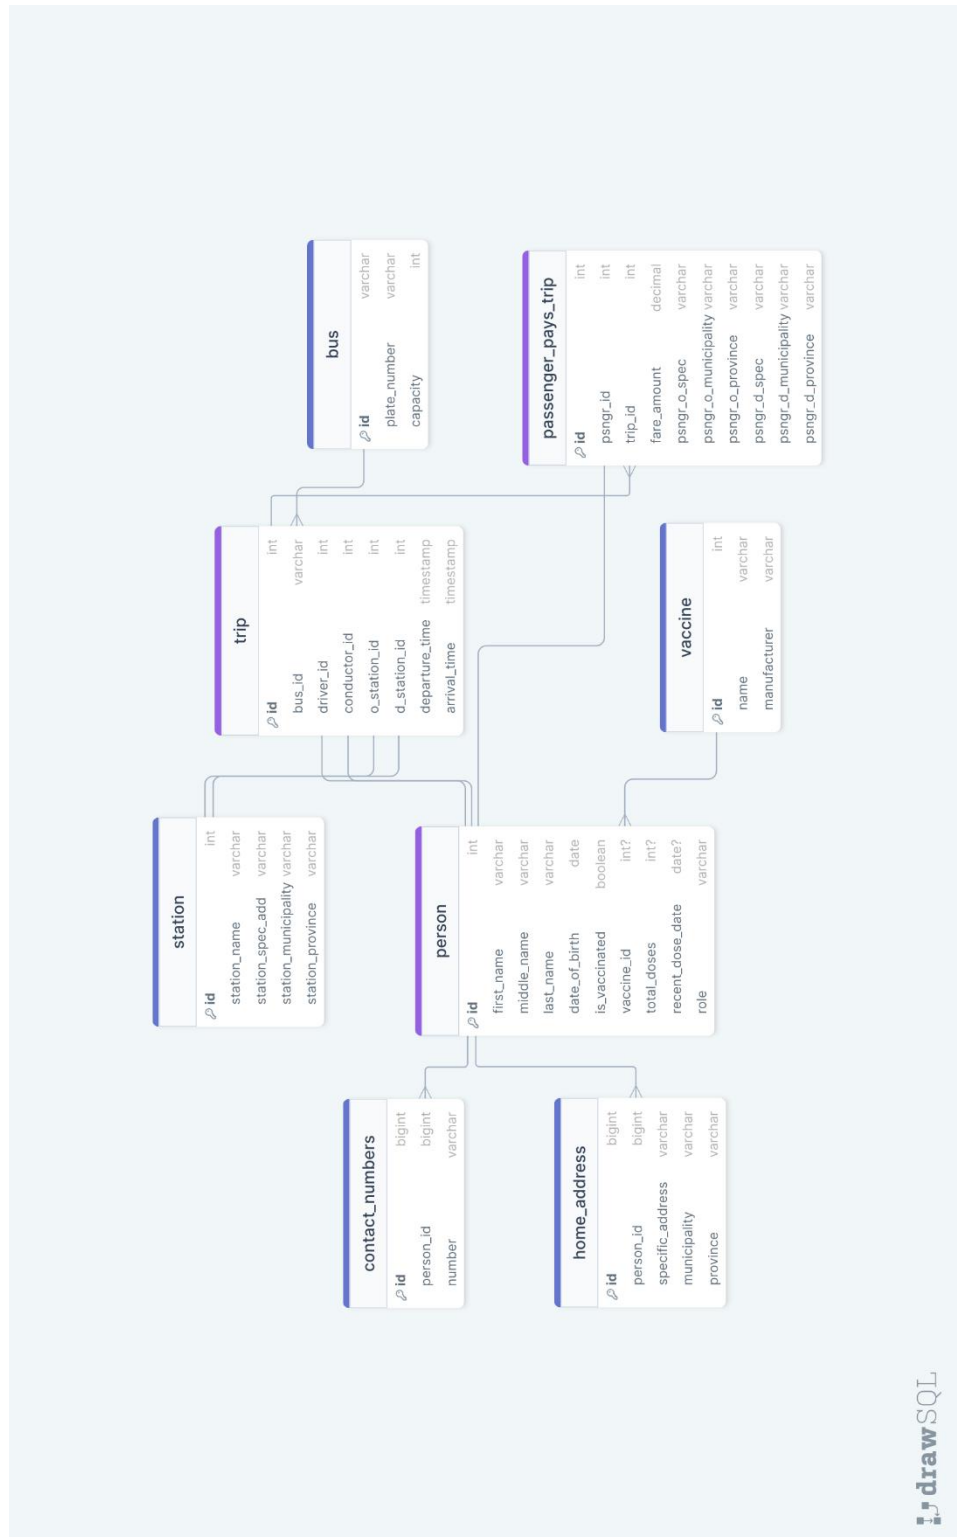 contact_numbers
id bigint
person_id bigint
number varchar
home_address
id bigint
person_id bigint
specific_address varchar
municipality varchar
province varchar
station
id int
station_name varchar
station_spec_add varchar
station_municipality varchar
station_province varchar
person
id int
first_name varchar
middle_name varchar
last_name varchar
date_of_birth date
is_vaccinated boolean
vaccine_id int?
total_doses int?
recent_dose_date date?
role varchar
trip
id int
bus_id varchar
driver_id int
conductor_id int
o_station_id int
d_station_id int
departure_time timestamp
arrival_time timestamp
vaccine
id int
name varchar
manufacturer varchar
bus
id varchar
plate_number varchar
capacity int
passenger_pays_trip
id int
psngr_id int
trip_id int
fare_amount decimal
psngr_o_spec varchar
psngr_o_municipality varchar
psngr_o_province varchar
psngr_d_spec varchar
psngr_d_municipality varchar
psngr_d_province varchar
drawSQL